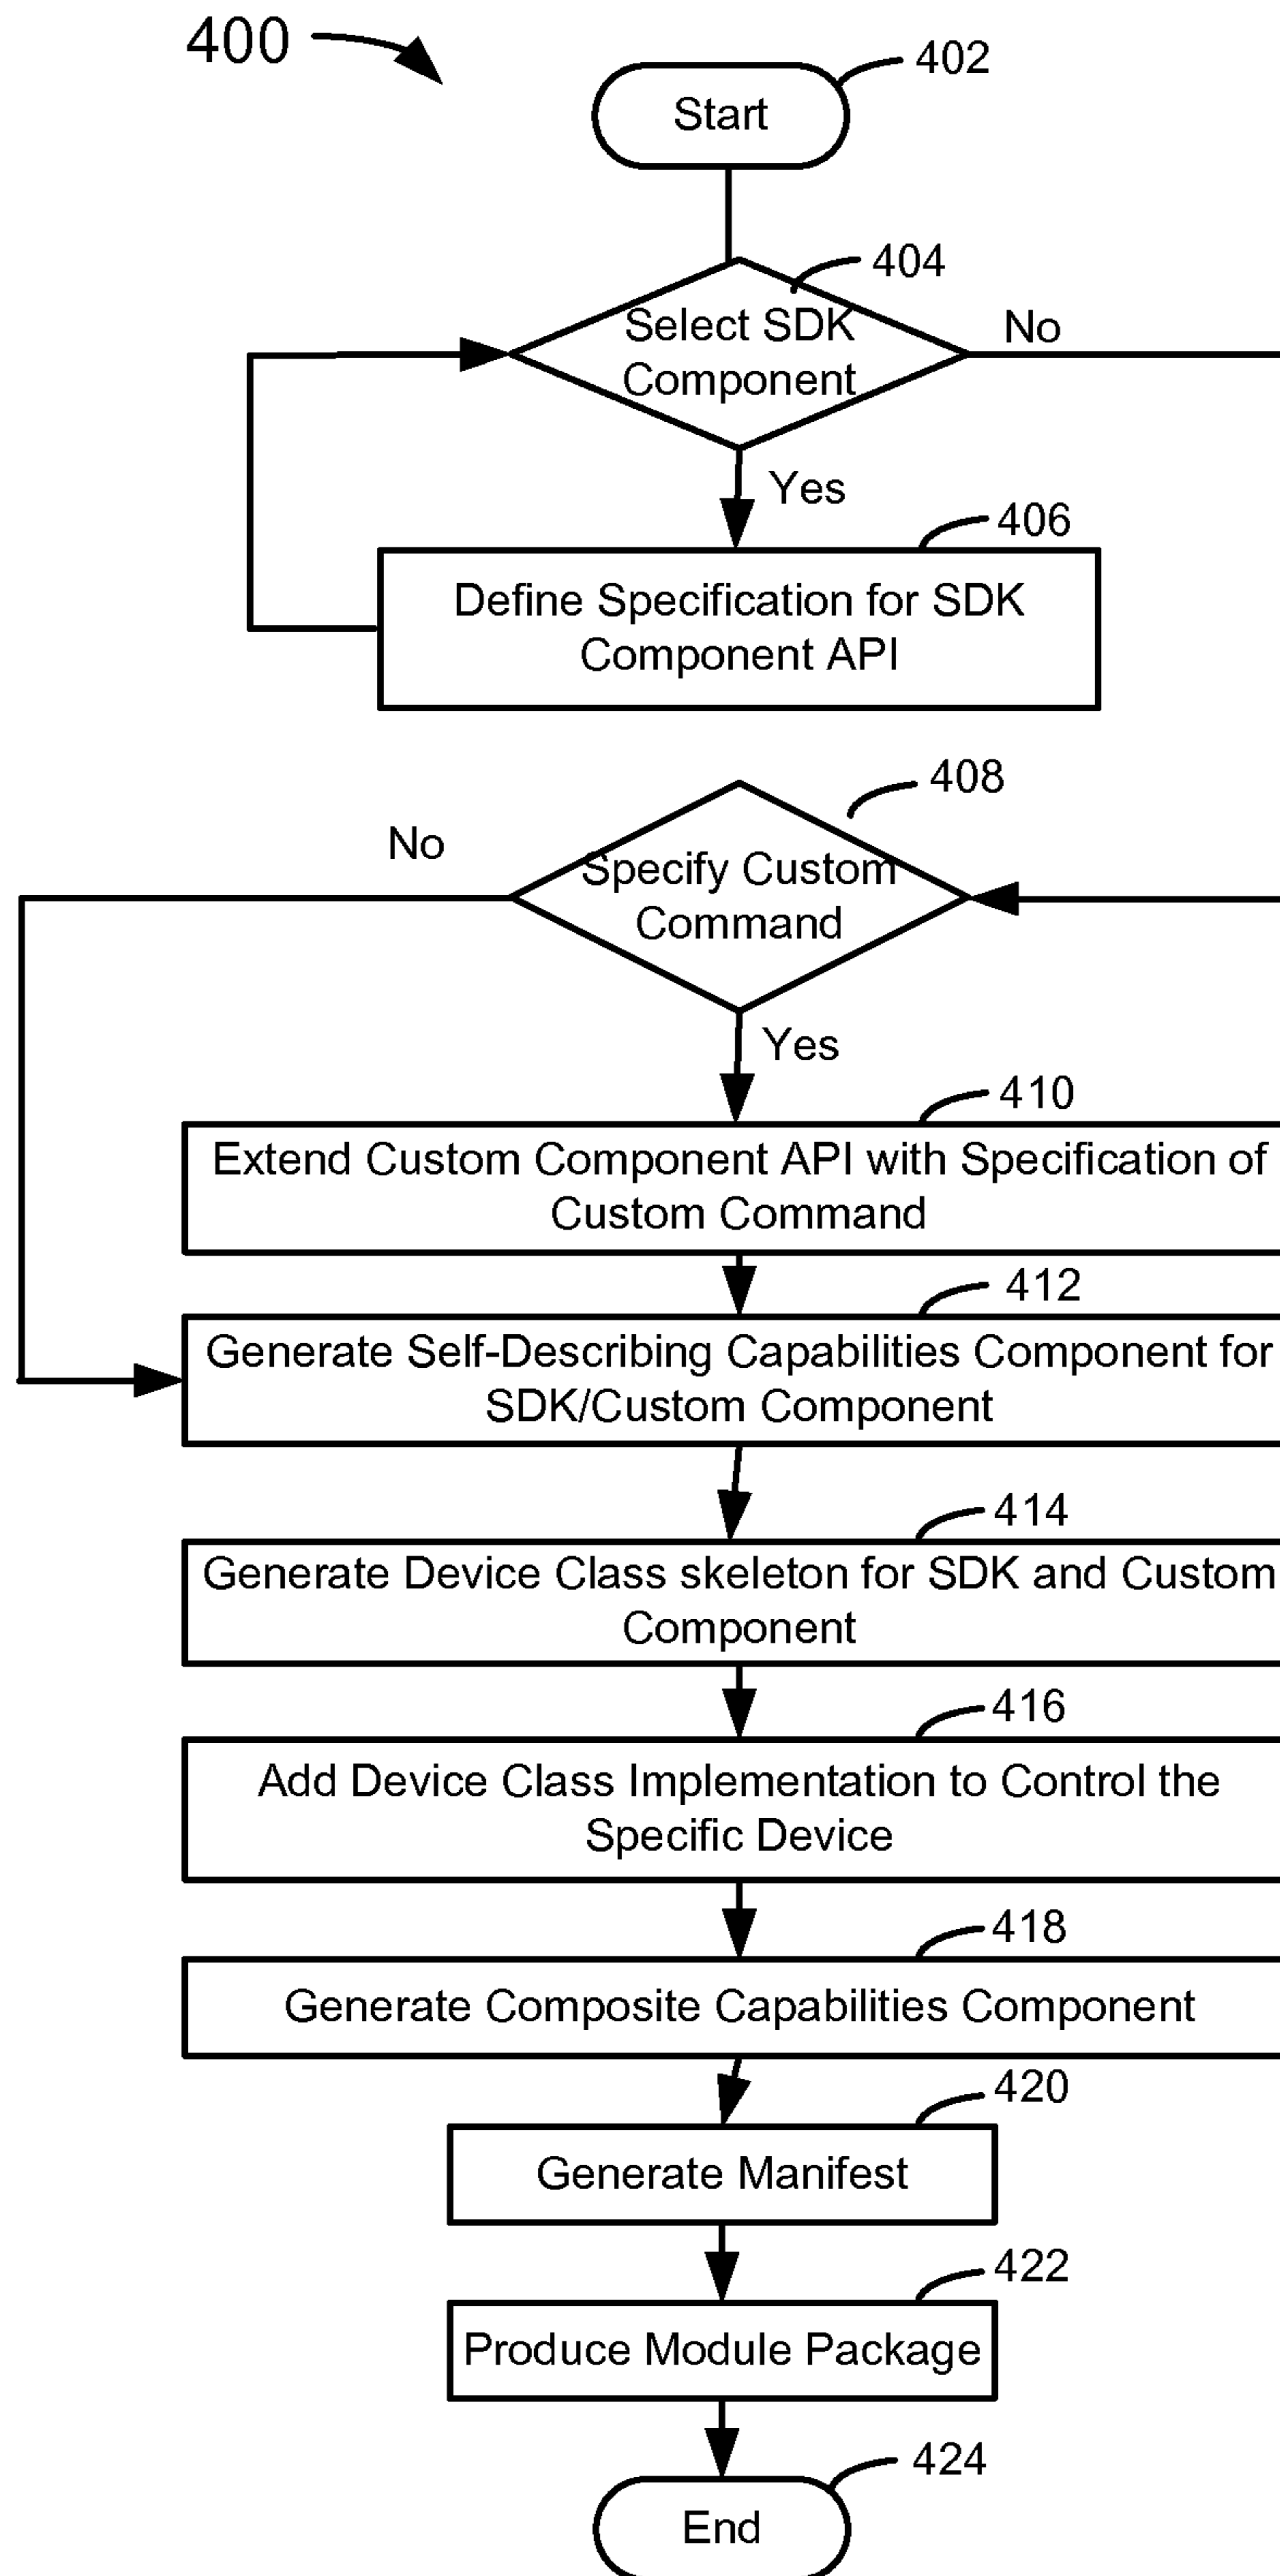 400
402
Start
404
Select SDK
Component
No
Yes
406
Define Specification for SDK
Component API
408
No
Specify Custom
Command
Yes
410
Extend Custom Component API with Specification of
Custom Command
412
Generate Self-Describing Capabilities Component for
SDK/Custom Component
414
Generate Device Class skeleton for SDK and Custom
Component
416
Add Device Class Implementation to Control the
Specific Device
418
Generate Composite Capabilities Component
420
Generate Manifest
422
Produce Module Package
424
End